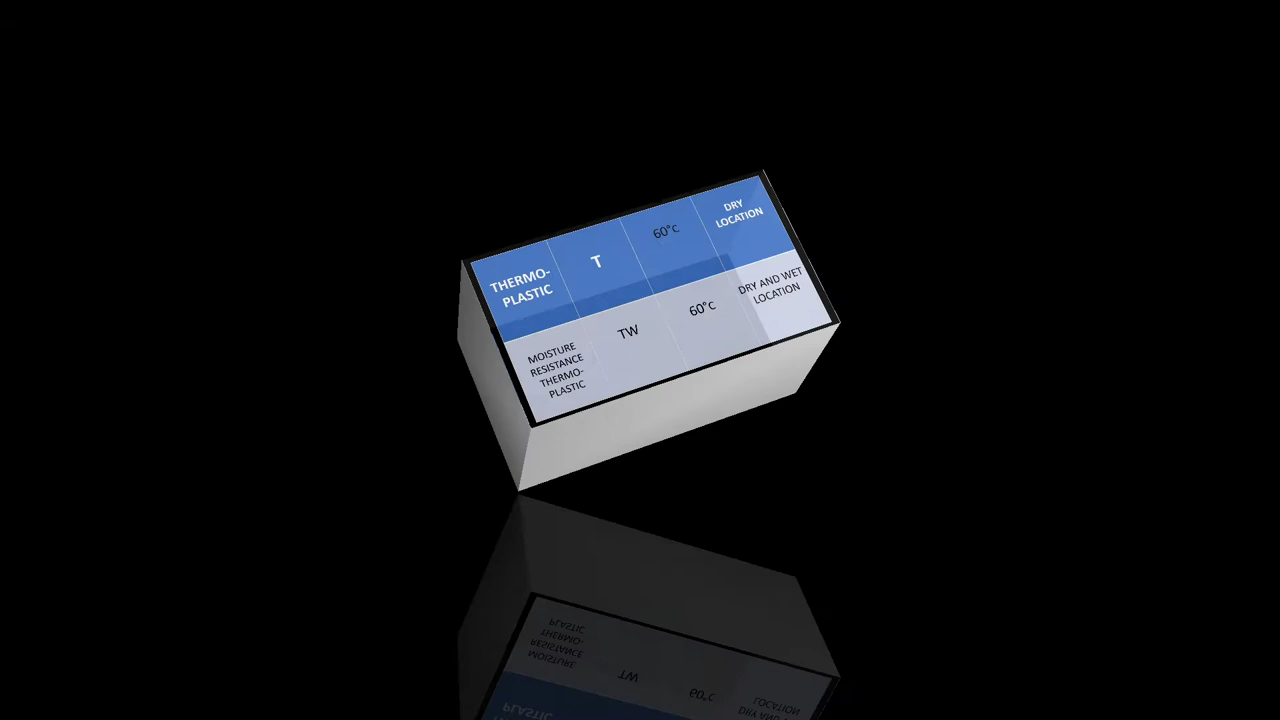 THERMO-
PLASTIC
T
60°C
DRY
LOCATION
MOISTURE
RESISTANCE
THERMO-
PLASTIC
TW
60°C
DRY AND WET
LOCATION